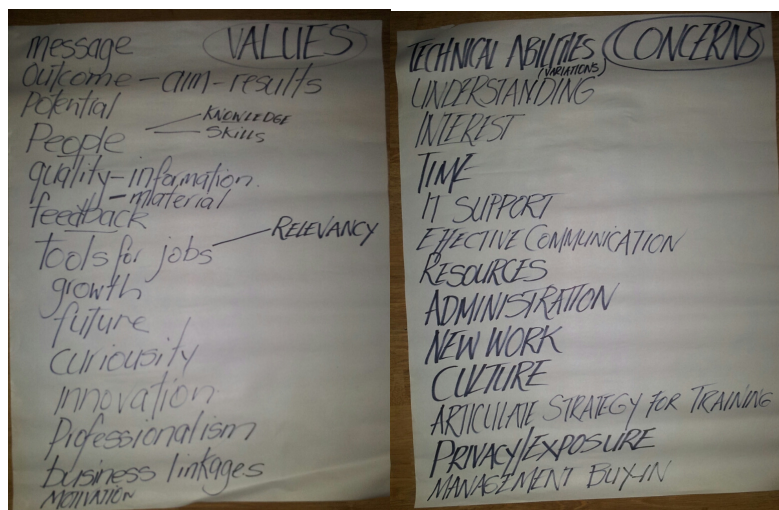 VALUES
message
outcome - aim - results
potential
People
KNOWLEDGE
SKILLS
quality - information
- material
feedback
tools for jobs
RELEVANCY
growth
future
curiousity
Innovation
Professionalism
business linkages
MOTIVATION
CONCERNS
TECHNICAL ABILITIES
(VARIATIONS)
UNDERSTANDING
INTEREST
TIME
IT SUPPORT
EFFECTIVE COMMUNICATION
RESOURCES
ADMINISTRATION
NEW WORK
CULTURE
ARTICULATE STRATEGY FOR TRAINING
PRIVACY/EXPOSURE
MANAGEMENT BUY-IN